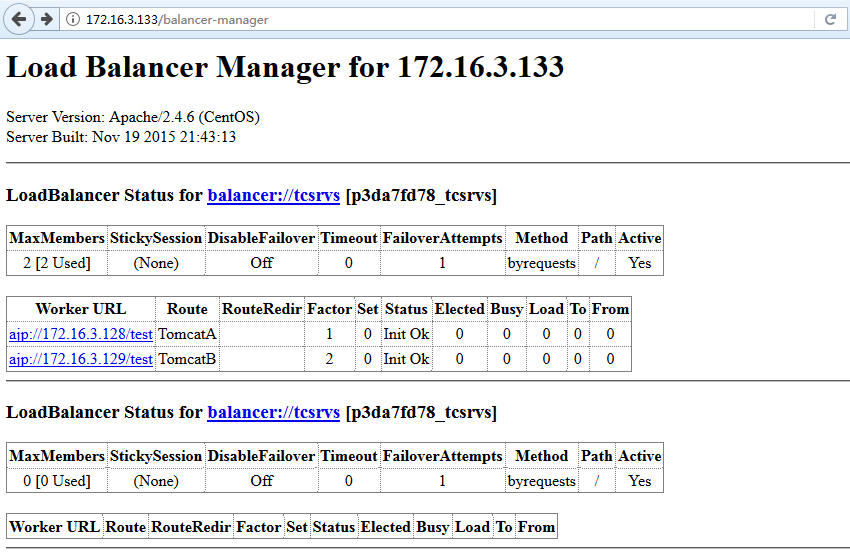 172.16.3.133/balancer-manager
Load Balancer Manager for 172.16.3.133
Server Version: Apache/2.4.6 (CentOS)
Server Built: Nov 19 2015 21:43:13
LoadBalancer Status for balancer://tcsrvs [p3da7fd78_tcsrvs]
MaxMembers StickySession DisableFailover Timeout FailoverAttempts Method Path Active
2 [2 Used] (None) Off 0 1 byrequests / Yes
Worker URL Route RouteRedir Factor Set Status Elected Busy Load To From
ajp://172.16.3.128/test TomcatA 1 0 Init Ok 0 0 0 0 0
ajp://172.16.3.129/test TomcatB 2 0 Init Ok 0 0 0 0 0
LoadBalancer Status for balancer://tcsrvs [p3da7fd78_tcsrvs]
MaxMembers StickySession DisableFailover Timeout FailoverAttempts Method Path Active
0 [0 Used] (None) Off 0 1 byrequests / Yes
Worker URL Route RouteRedir Factor Set Status Elected Busy Load To From